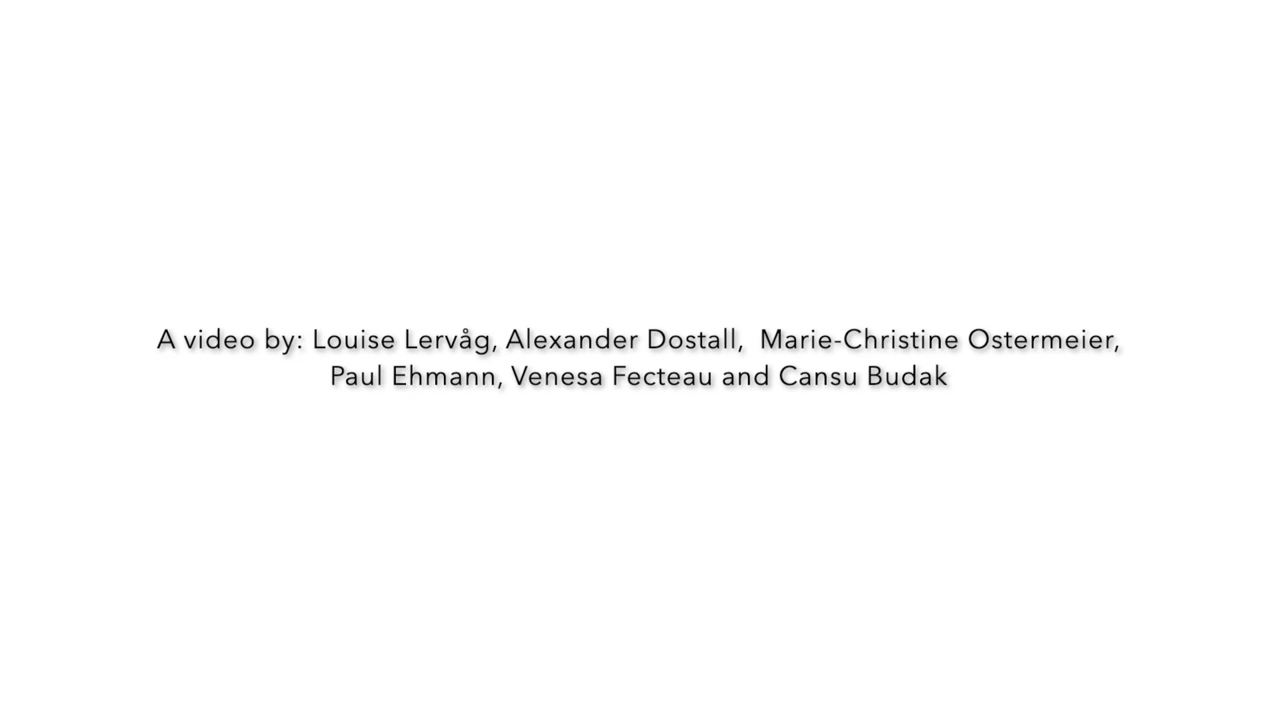 A video by: Louise Lervåg, Alexander Dostall,  Marie-Christine Ostermeier,
Paul Ehmann, Venesa Fecteau and Cansu Budak